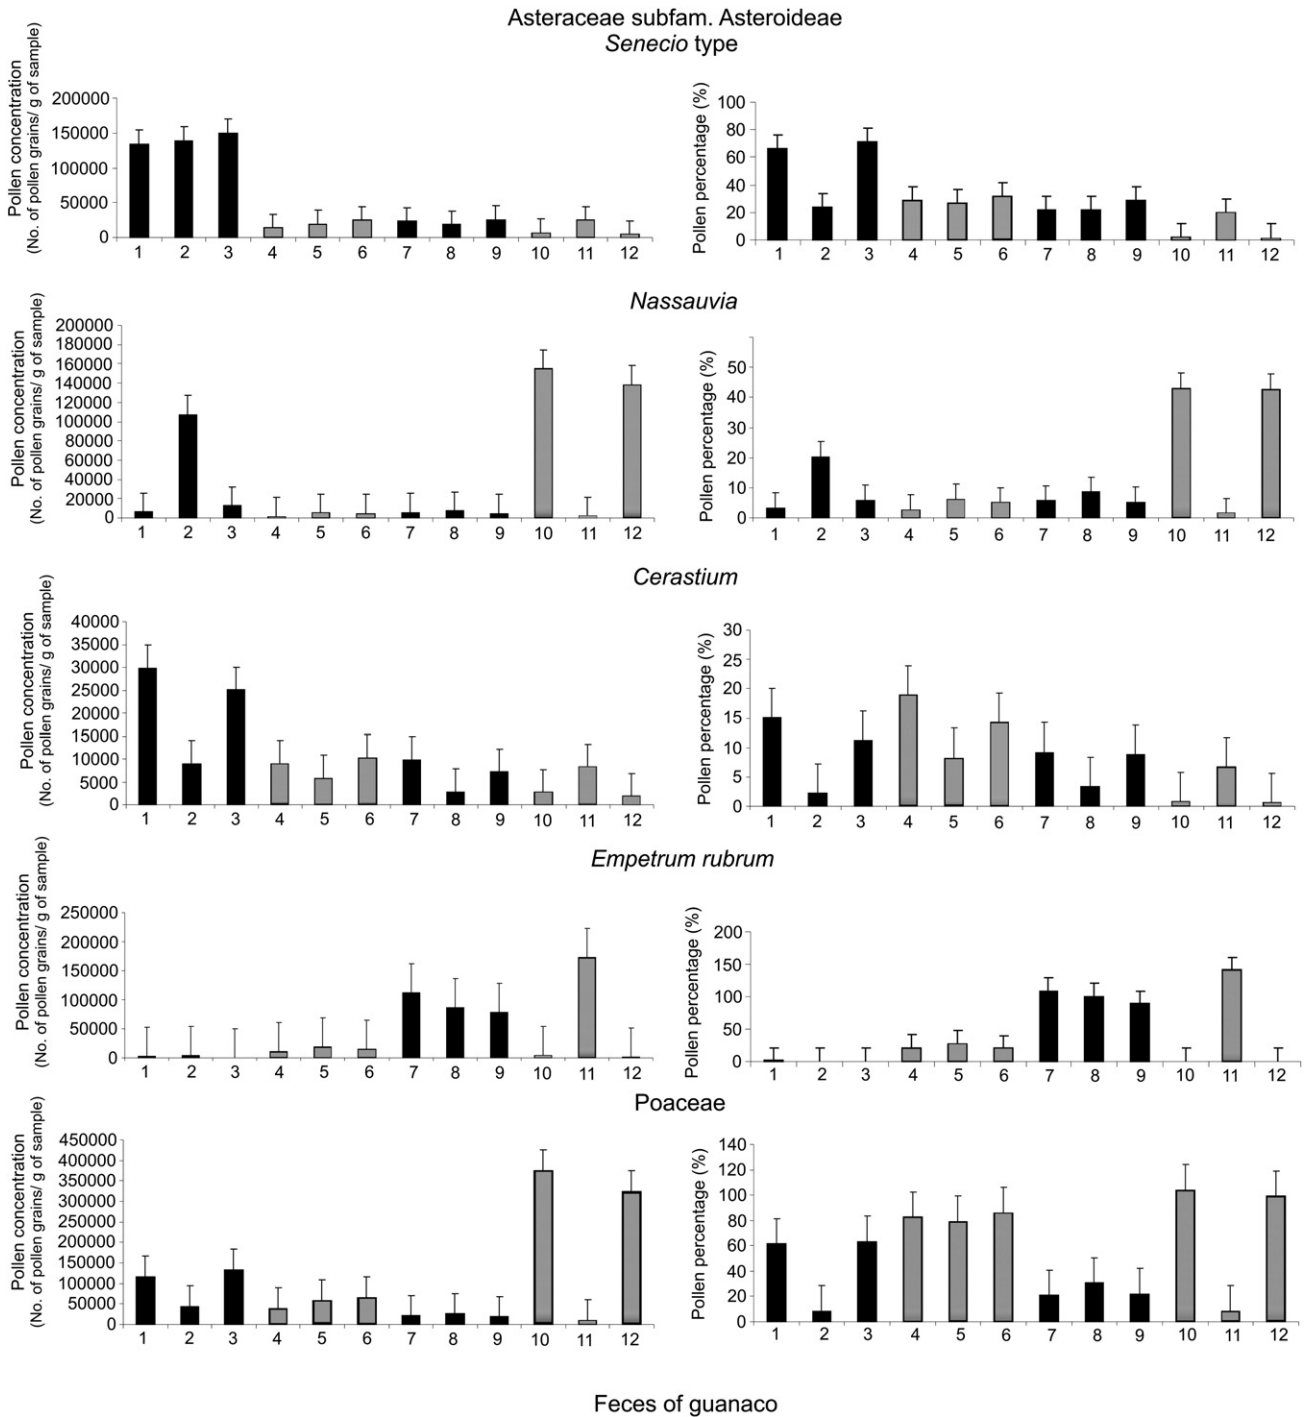 Asteraceae subfam. Asteroideae
Senecio type
Pollen concentration
(No. of pollen grains/ g of sample)
200000
150000
100000
50000
0
1 2 3 4 5 6 7 8 9 10 11 12
Pollen percentage (%)
100
80
60
40
20
0
1 2 3 4 5 6 7 8 9 10 11 12
Nassauvia
Pollen concentration
(No. of pollen grains/ g of sample)
200000
180000
160000
140000
120000
100000
80000
60000
40000
20000
0
1 2 3 4 5 6 7 8 9 10 11 12
Pollen percentage (%)
50
40
30
20
10
0
1 2 3 4 5 6 7 8 9 10 11 12
Cerastium
Pollen concentration
(No. of pollen grains/ g of sample)
40000
35000
30000
25000
20000
15000
10000
5000
0
1 2 3 4 5 6 7 8 9 10 11 12
Pollen percentage (%)
30
25
20
15
10
5
0
1 2 3 4 5 6 7 8 9 10 11 12
Empetrum rubrum
Pollen concentration
(No. of pollen grains/ g of sample)
250000
200000
150000
100000
50000
0
1 2 3 4 5 6 7 8 9 10 11 12
Pollen percentage (%)
200
150
100
50
0
1 2 3 4 5 6 7 8 9 10 11 12
Poaceae
Pollen concentration
(No. of pollen grains/ g of sample)
450000
400000
350000
300000
250000
200000
150000
100000
50000
0
1 2 3 4 5 6 7 8 9 10 11 12
Pollen percentage (%)
140
120
100
80
60
40
20
0
1 2 3 4 5 6 7 8 9 10 11 12
Feces of guanaco